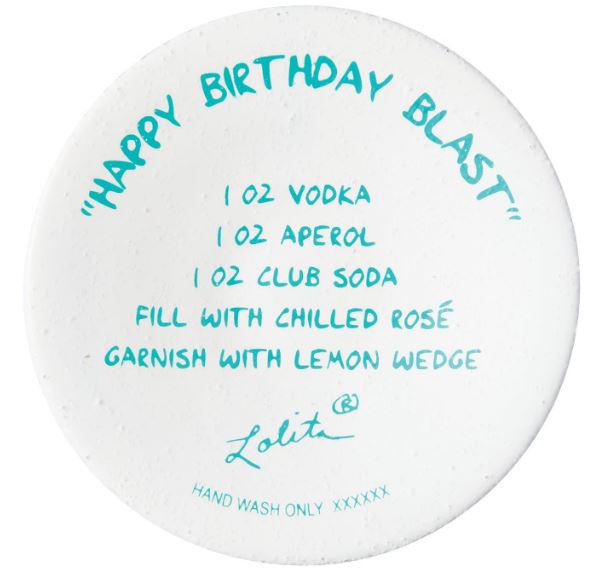 "HAPPY BIRTHDAY BLAST"
1 OZ VODKA
1 OZ APEROL
1 OZ CLUB SODA
FILL WITH CHILLED ROSÉ
GARNISH WITH LEMON WEDGE
Lolita ®
HAND WASH ONLY XXXXXX